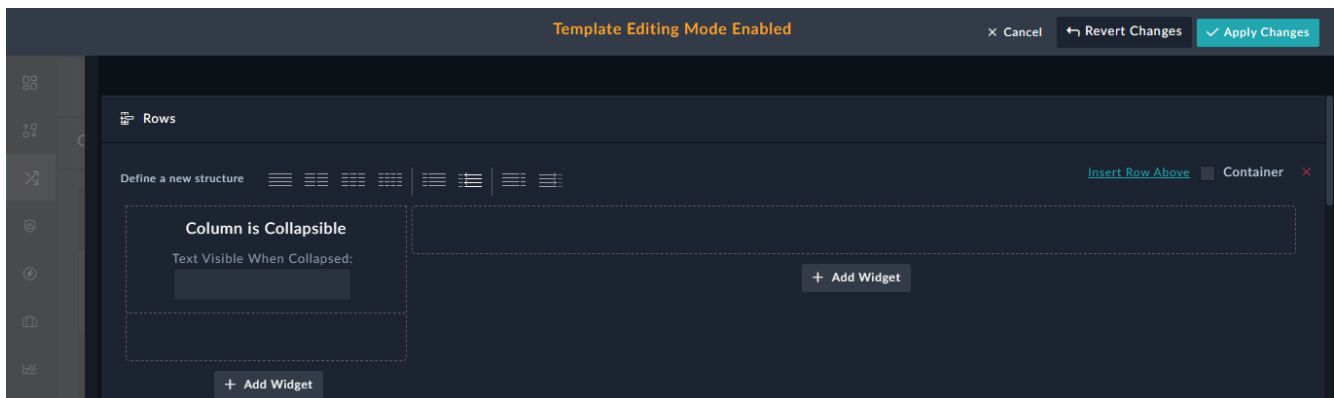 Template Editing Mode Enabled
× Cancel
Revert Changes
Apply Changes
Rows
Define a new structure
Insert Row Above
Container ×
Column is Collapsible
Text Visible When Collapsed:
+ Add Widget
+ Add Widget